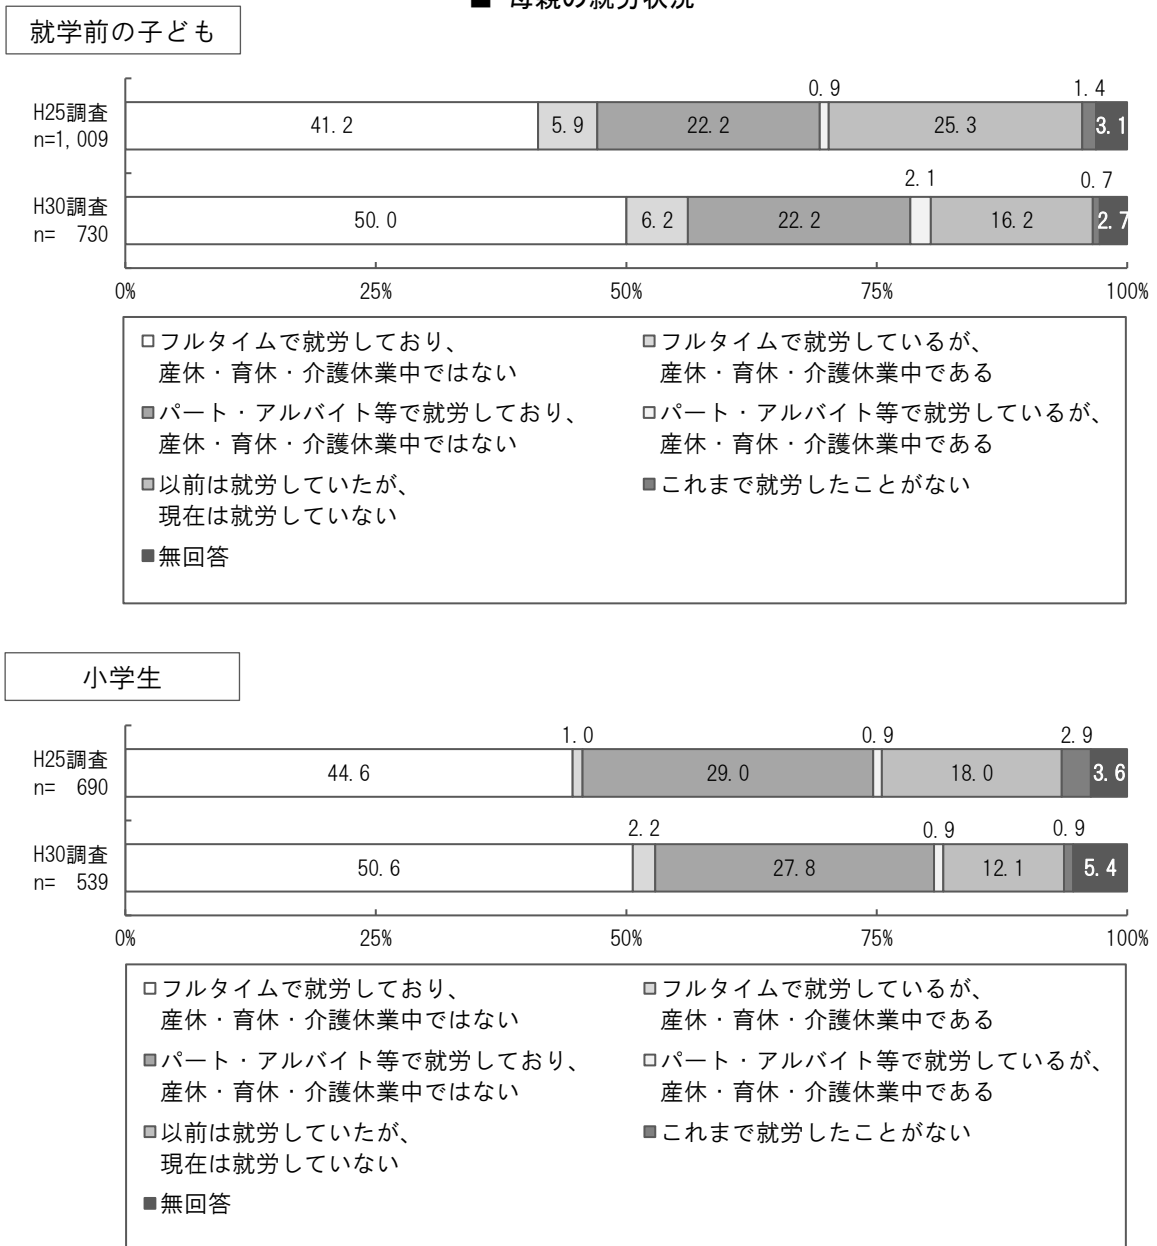 ■ 母親の就労状況
就学前の子ども
0.9 1.4
H25調査
n=1,009
41.2 5.9 22.2 25.3 3.1
2.1 0.7
H30調査
n= 730
50.0 6.2 22.2 16.2 2.7
0% 25% 50% 75% 100%
フルタイムで就労しており、
産休・育休・介護休業中ではない
フルタイムで就労しているが、
産休・育休・介護休業中である
パート・アルバイト等で就労しており、
産休・育休・介護休業中ではない
パート・アルバイト等で就労しているが、
産休・育休・介護休業中である
以前は就労していたが、
現在は就労していない
これまで就労したことがない
無回答
小学生
1.0 0.9 2.9
H25調査
n= 690
44.6 29.0 18.0 3.6
2.2 0.9 0.9
H30調査
n= 539
50.6 27.8 12.1 5.4
0% 25% 50% 75% 100%
フルタイムで就労しており、
産休・育休・介護休業中ではない
フルタイムで就労しているが、
産休・育休・介護休業中である
パート・アルバイト等で就労しており、
産休・育休・介護休業中ではない
パート・アルバイト等で就労しているが、
産休・育休・介護休業中である
以前は就労していたが、
現在は就労していない
これまで就労したことがない
無回答